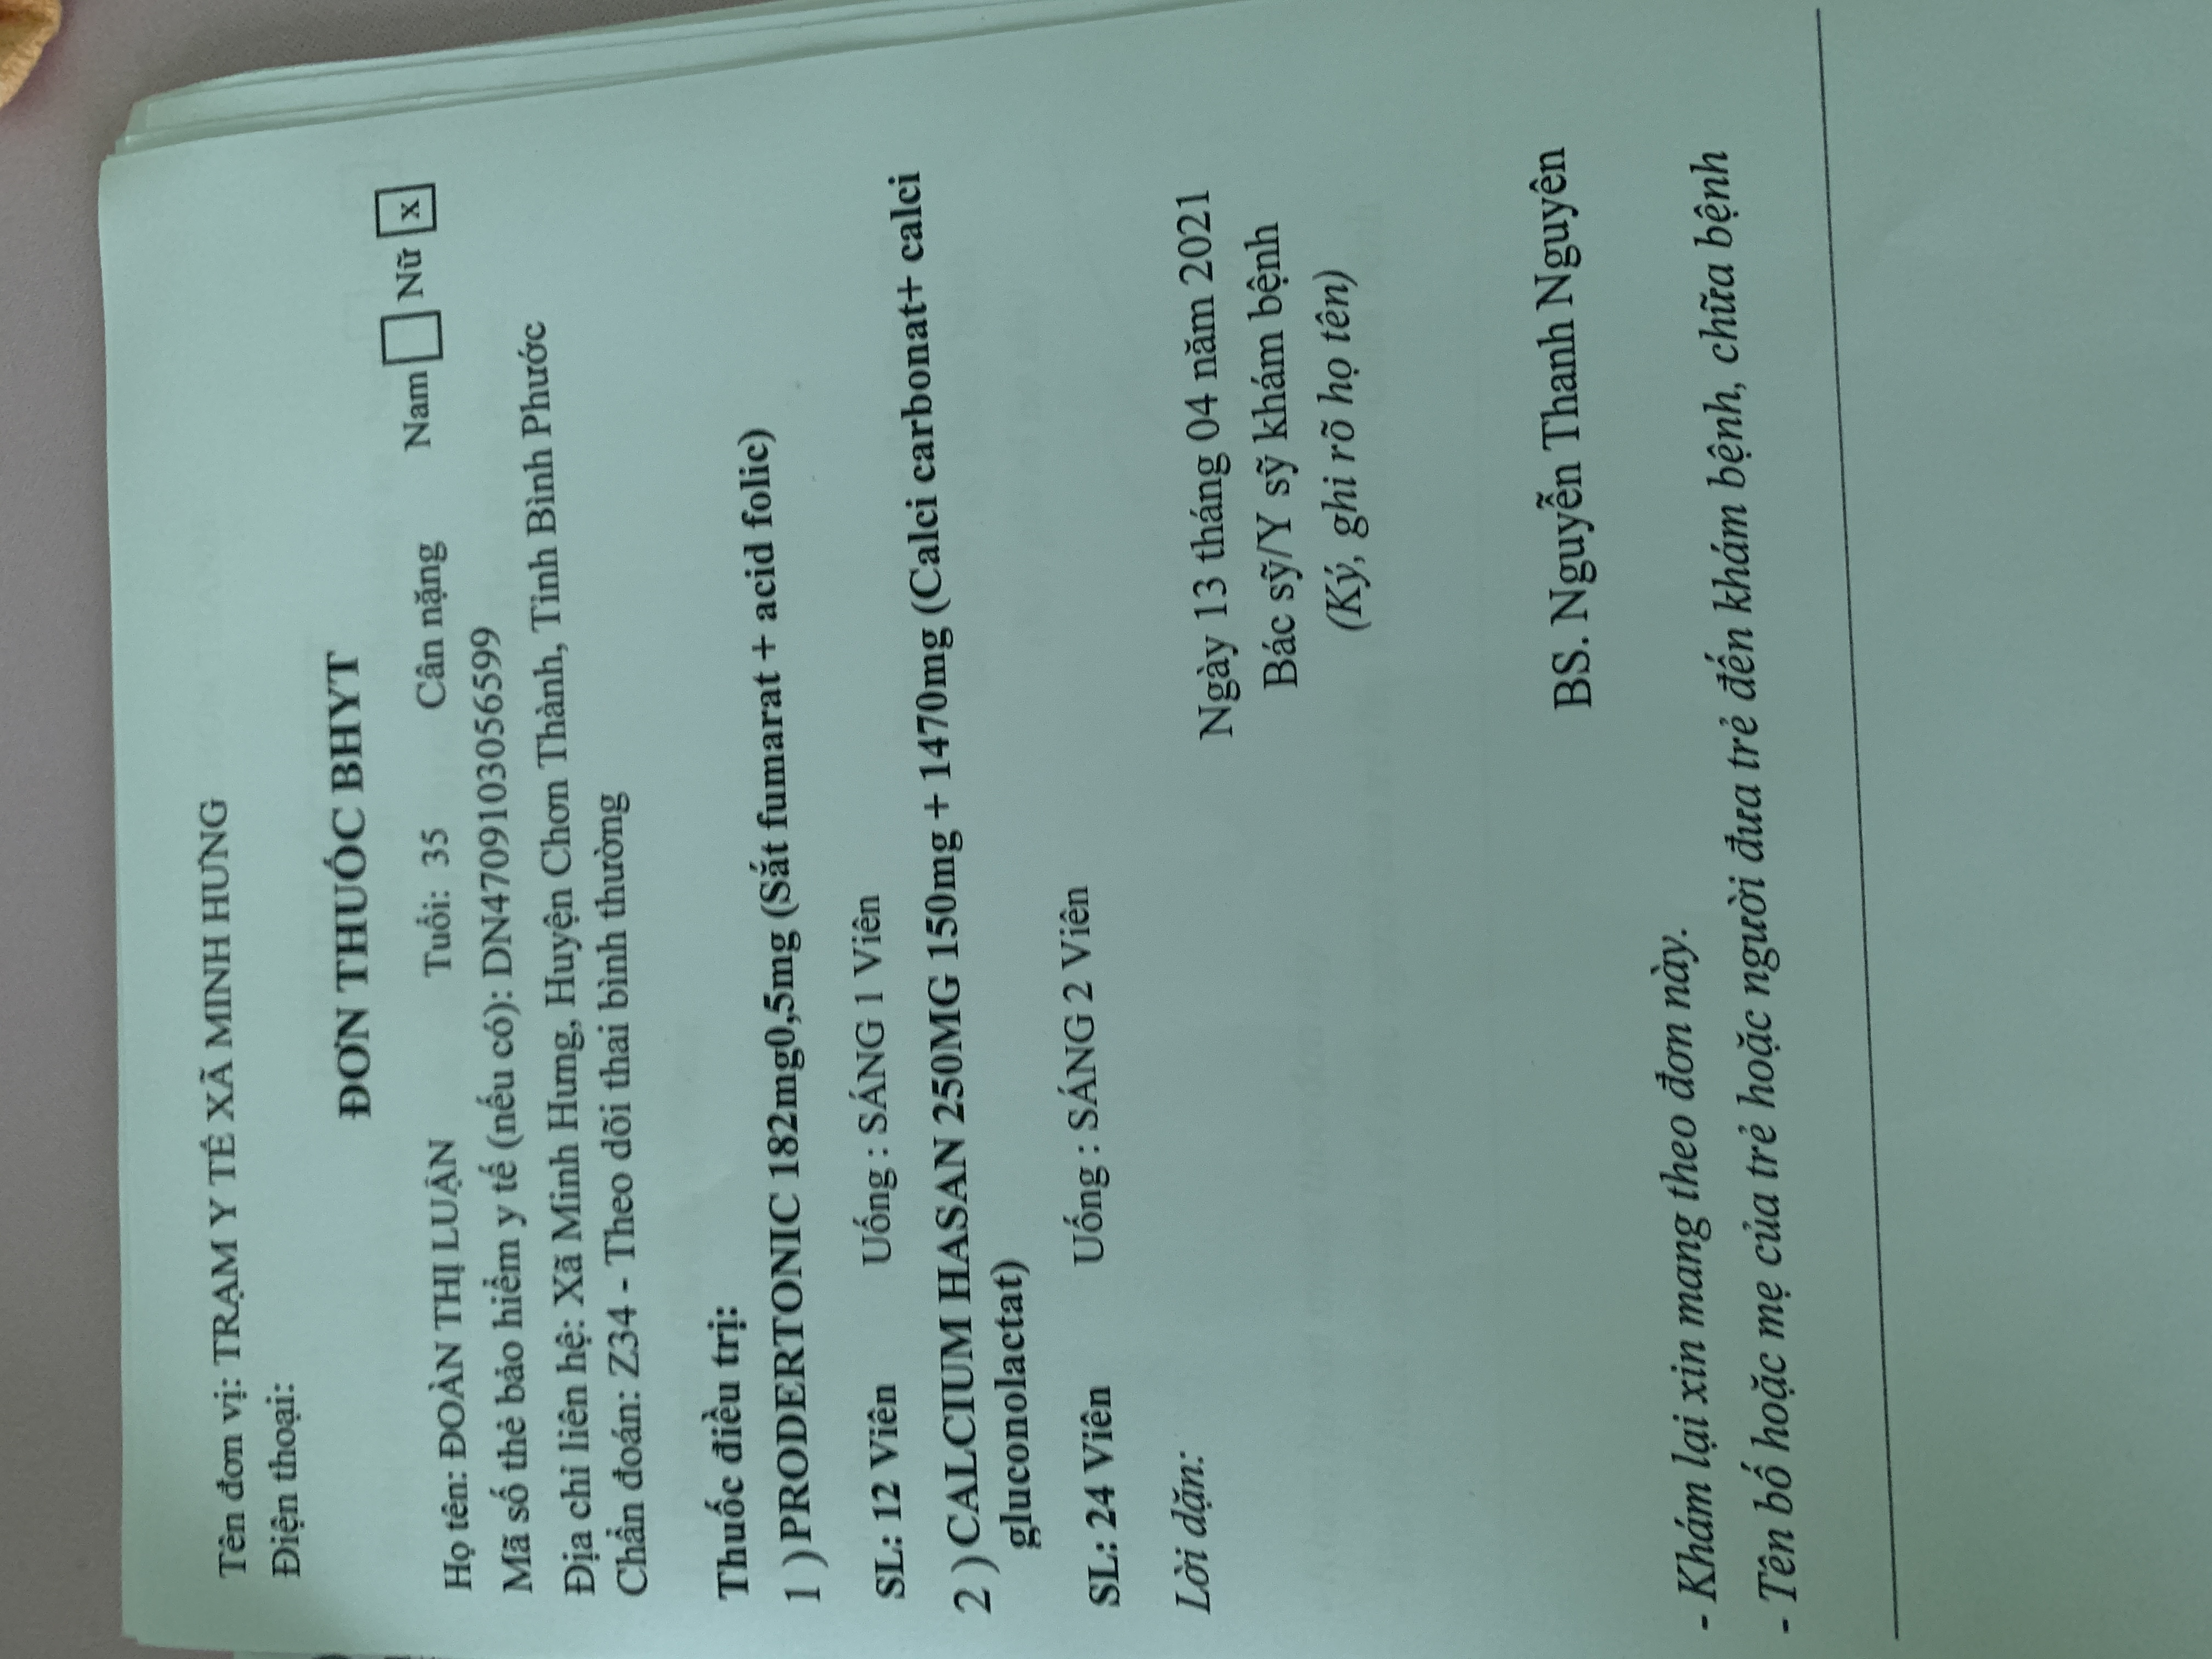 Tên đơn vị: TRẠM Y TẾ XÃ MINH HƯNG
Điện thoại:
ĐƠN THUỐC BHYT
Họ tên: ĐOÀN THỊ LUẬN Tuổi: 35 Cân nặng Nam Nữ x
Mã số thẻ bảo hiểm y tế (nếu có): DN4709103056599
Địa chỉ liên hệ: Xã Minh Hưng, Huyện Chơn Thành, Tỉnh Bình Phước
Chẩn đoán: Z34 - Theo dõi thai bình thường
Thuốc điều trị:
1 ) PRODERTONIC 182mg0,5mg (Sắt fumarat + acid folic)
SL: 12 Viên Uống : SÁNG 1 Viên
2 ) CALCIUM HASAN 250MG 150mg + 1470mg (Calci carbonat+ calci
gluconolactat)
SL: 24 Viên Uống : SÁNG 2 Viên
Lời dặn:
Ngày 13 tháng 04 năm 2021
Bác sỹ/Y sỹ khám bệnh
(Ký, ghi rõ họ tên)
BS. Nguyễn Thanh Nguyên
- Khám lại xin mang theo đơn này.
- Tên bố hoặc mẹ của trẻ hoặc người đưa trẻ đến khám bệnh, chữa bệnh